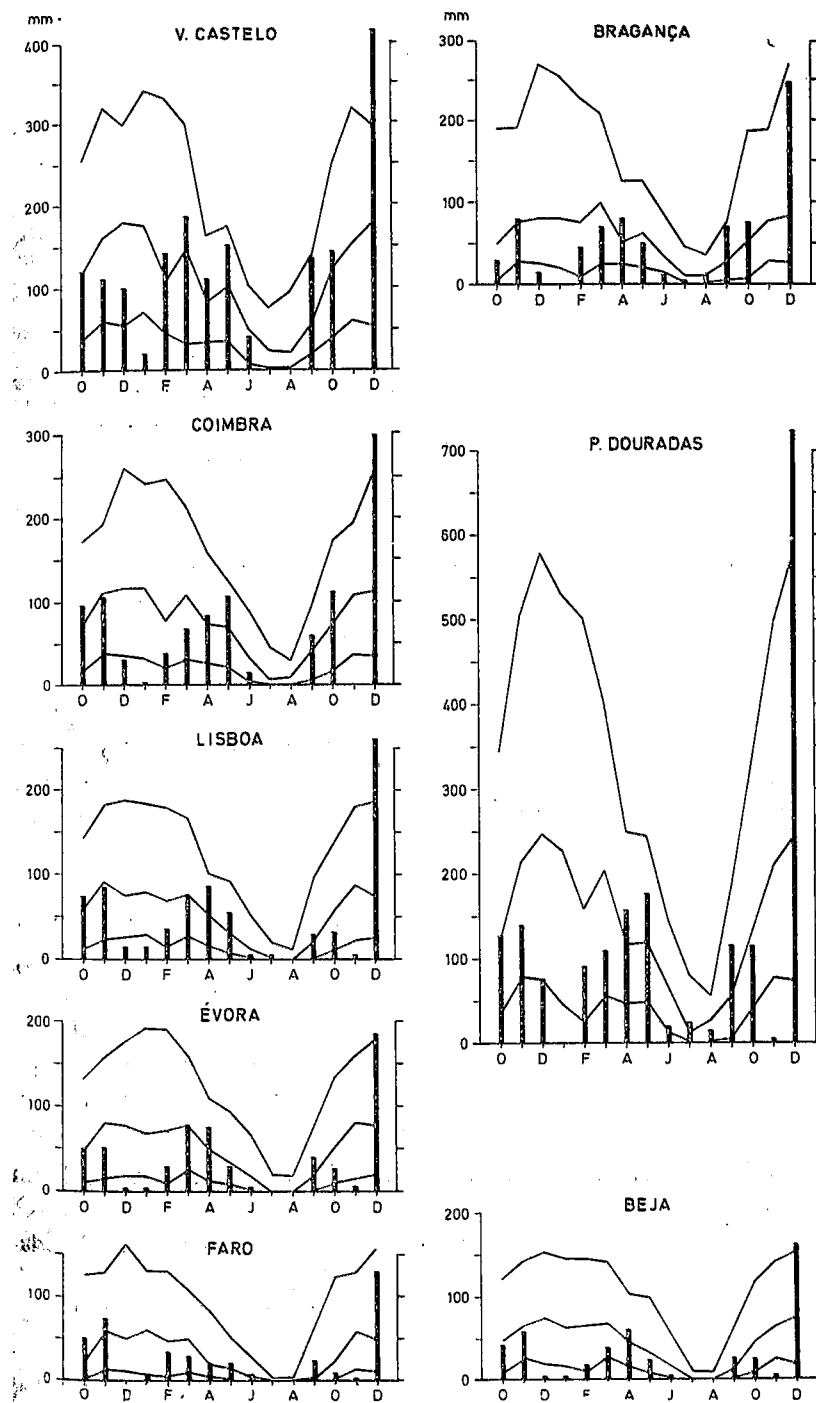 mm
V. CASTELO
400
300
200
100
0
O D F A J A O D
mm
BRAGANÇA
300
200
100
0
O D F A J A O D
COIMBRA
300
200
100
0
O D F A J A O D
P. DOURADAS
700
600
500
400
300
200
100
0
O D F A J A O D
LISBOA
200
100
0
O D F A J A O D
ÉVORA
200
100
0
O D F A J A O D
BEJA
200
100
0
O D F A J A O D
FARO
100
0
O D F A J A O D